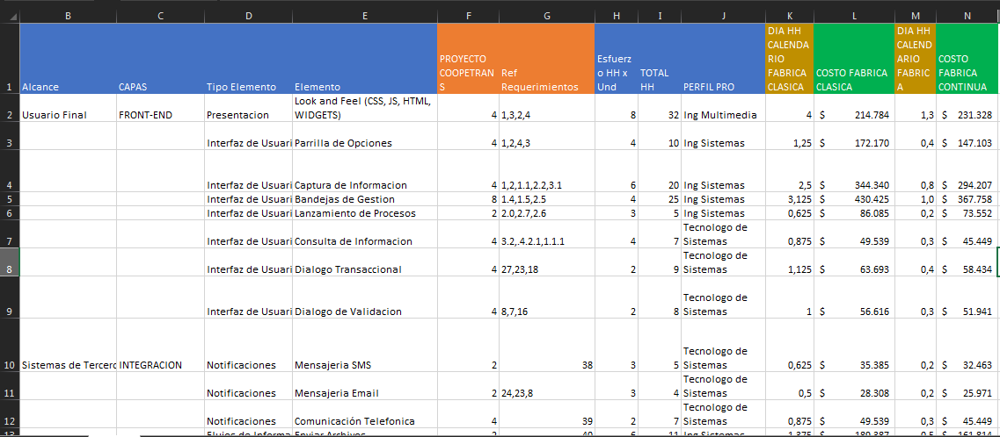 B C D E F G H I J K L M N
1 Alcance CAPAS Tipo Elemento Elemento PROYECTO COOPETRANS Ref Requerimientos Esfuerzo HH x Und TOTAL HH PERFIL PRO DIA HH CALENDARIO FABRICA CLASICA COSTO FABRICA CLASICA DIA HH CALENDARIO FABRICA COSTO FABRICA CONTINUA
2 Usuario Final FRONT-END Presentacion Look and Feel (CSS, JS, HTML, WIDGETS) 4 1,3,2,4 8 32 Ing Multimedia 4 $ 214.784 1,3 $ 231.328
3 Interfaz de Usuari Parrilla de Opciones 4 1,2,4,3 4 10 Ing Sistemas 1,25 $ 172.170 0,4 $ 147.103
4 Interfaz de Usuari Captura de Informacion 4 1,2,1.1,2.2,3.1 6 20 Ing Sistemas 2,5 $ 344.340 0,8 $ 294.207
5 Interfaz de Usuari Bandejas de Gestion 8 1.4,1.5,2.5 4 25 Ing Sistemas 3,125 $ 430.425 1,0 $ 367.758
6 Interfaz de Usuari Lanzamiento de Procesos 2 2.0,2.7,2.6 3 5 Ing Sistemas 0,625 $ 86.085 0,2 $ 73.552
7 Interfaz de Usuari Consulta de Informacion 4 3.2,.4.2.1,1.1.1 4 7 Tecnologo de Sistemas 0,875 $ 49.539 0,3 $ 45.449
8 Interfaz de Usuari Dialogo Transaccional 4 27,23,18 2 9 Tecnologo de Sistemas 1,125 $ 63.693 0,4 $ 58.434
9 Interfaz de Usuari Dialogo de Validacion 4 8,7,16 2 8 Tecnologo de Sistemas 1 $ 56.616 0,3 $ 51.941
10 Sistemas de Tercero INTEGRACION Notificaciones Mensajeria SMS 2 38 3 5 Tecnologo de Sistemas 0,625 $ 35.385 0,2 $ 32.463
11 Notificaciones Mensajeria Email 2 24,23,8 3 4 Tecnologo de Sistemas 0,5 $ 28.308 0,2 $ 25.971
12 Notificaciones Comunicación Telefonica 4 39 2 7 Tecnologo de Sistemas 0,875 $ 49.539 0,3 $ 45.449
13 Flujos de Informa Enviar Archivos 2 40 6 11 Ing Sistemas 1,375 $ 189.387 0,5 $ 161.814